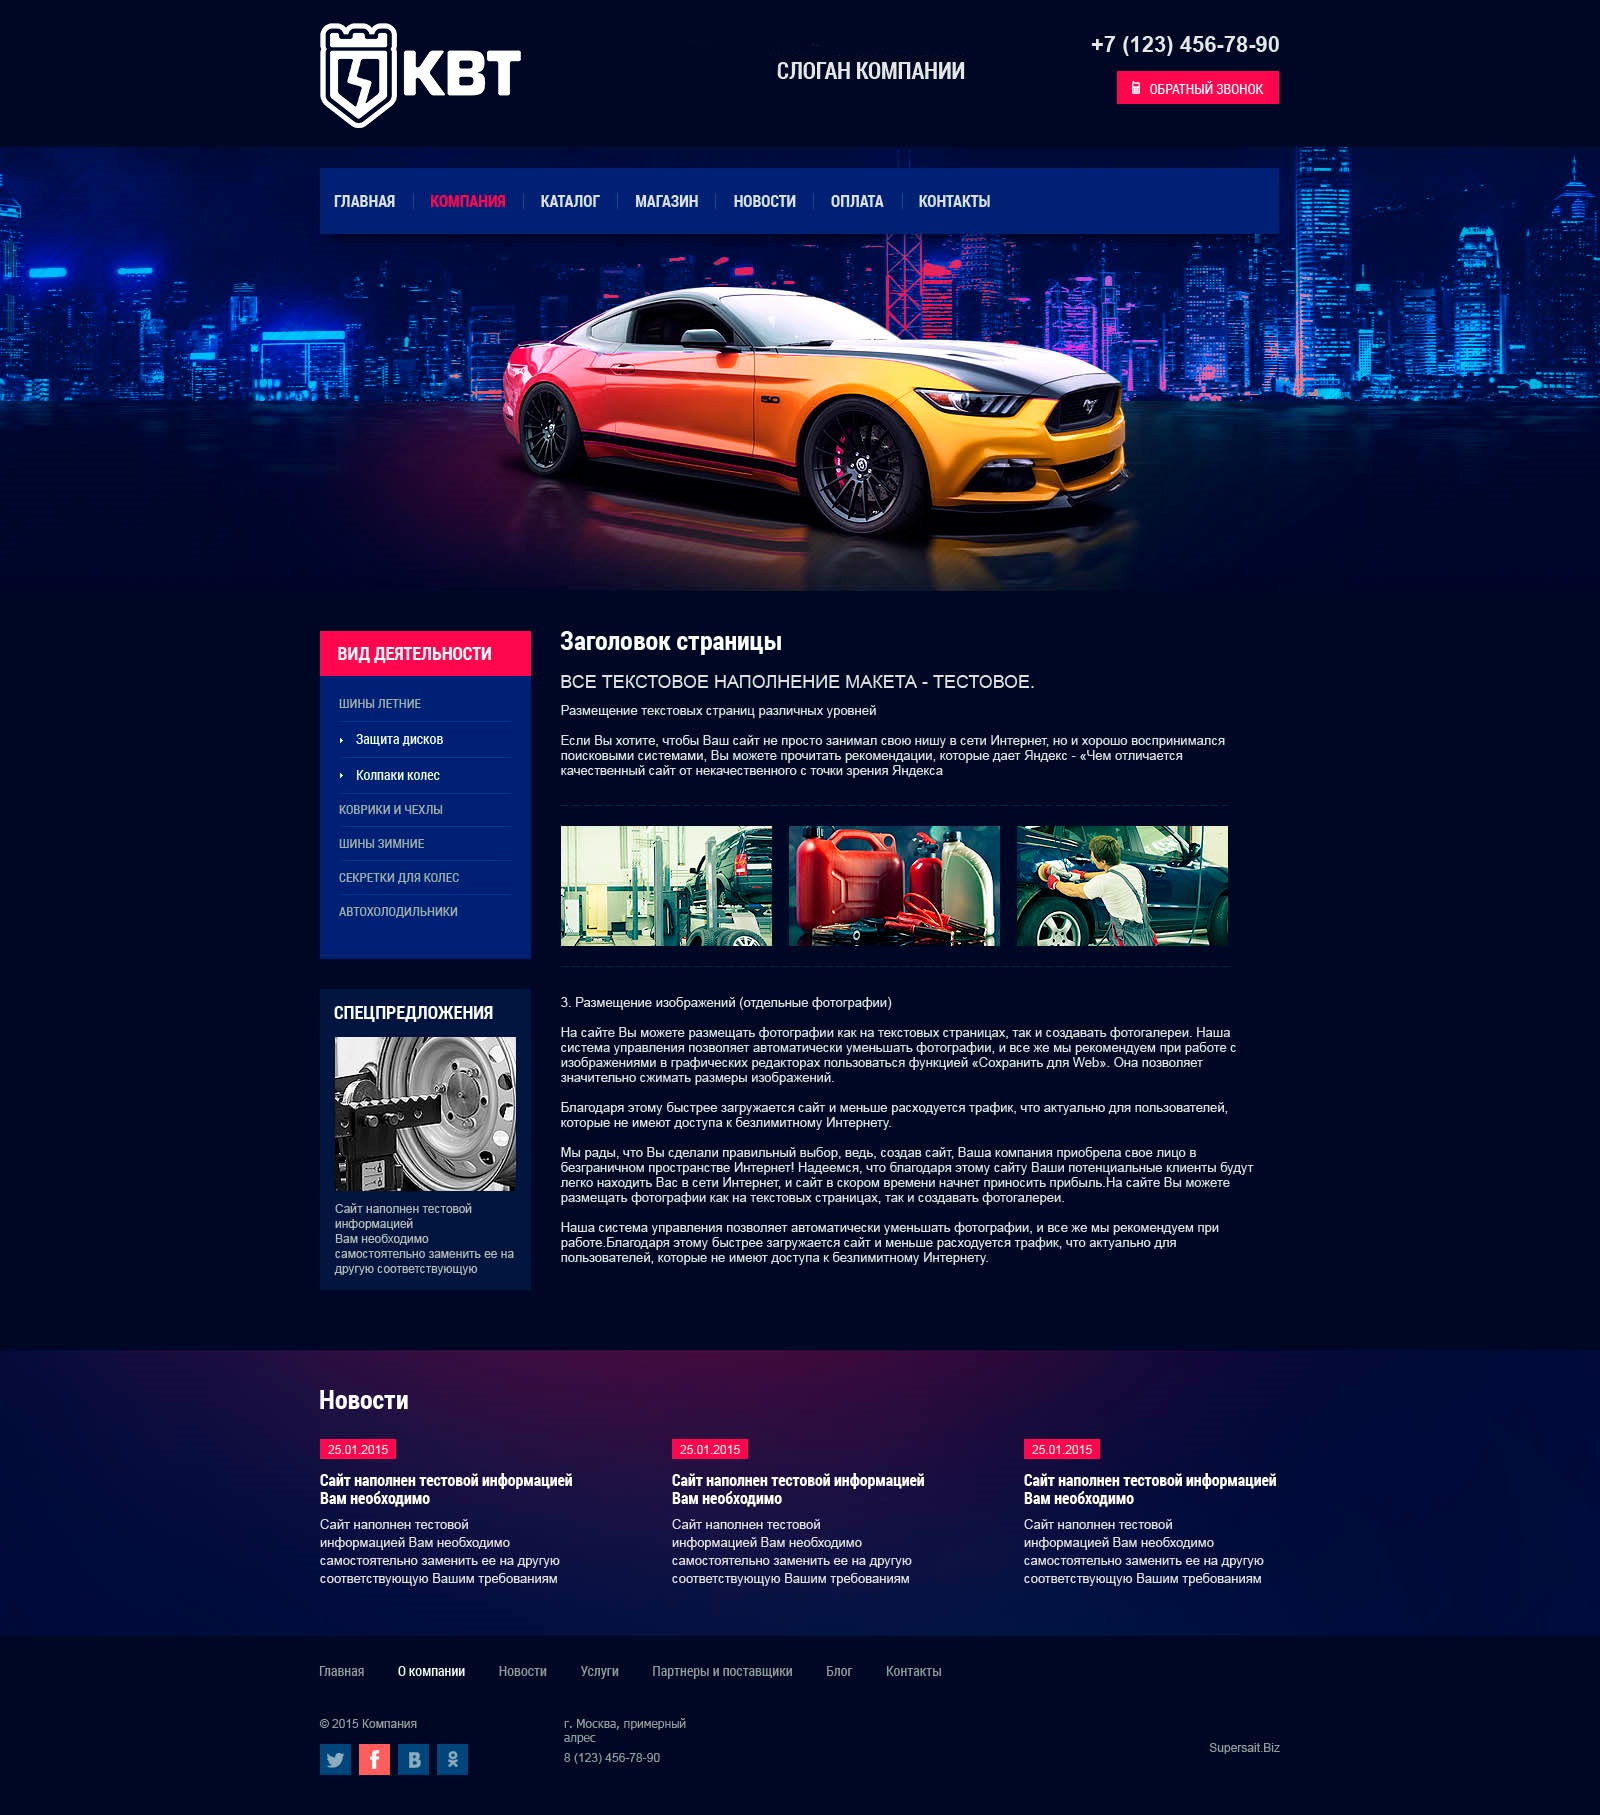 КВТ
СЛОГАН КОМПАНИИ
+7 (123) 456-78-90
ОБРАТНЫЙ ЗВОНОК
ГЛАВНАЯ
КОМПАНИЯ
КАТАЛОГ
МАГАЗИН
НОВОСТИ
ОПЛАТА
КОНТАКТЫ
5.0
ВИД ДЕЯТЕЛЬНОСТИ
ШИНЫ ЛЕТНИЕ
Защита дисков
Колпаки колес
КОВРИКИ И ЧЕХЛЫ
ШИНЫ ЗИМНИЕ
СЕКРЕТКИ ДЛЯ КОЛЕС
АВТОХОЛОДИЛЬНИКИ
СПЕЦПРЕДЛОЖЕНИЯ
Сайт наполнен тестовой
информацией
Вам необходимо
самостоятельно заменить ее на
другую соответствующую
Заголовок страницы
ВСЕ ТЕКСТОВОЕ НАПОЛНЕНИЕ МАКЕТА - ТЕСТОВОЕ.
Размещение текстовых страниц различных уровней
Если Вы хотите, чтобы Ваш сайт не просто занимал свою нишу в сети Интернет, но и хорошо воспринимался
поисковыми системами, Вы можете прочитать рекомендации, которые дает Яндекс - «Чем отличается
качественный сайт от некачественного с точки зрения Яндекса
3. Размещение изображений (отдельные фотографии)
На сайте Вы можете размещать фотографии как на текстовых страницах, так и создавать фотогалереи. Наша
система управления позволяет автоматически уменьшать фотографии, и все же мы рекомендуем при работе с
изображениями в графических редакторах пользоваться функцией «Сохранить для Web». Она позволяет
значительно сжимать размеры изображений.
Благодаря этому быстрее загружается сайт и меньше расходуется трафик, что актуально для пользователей,
которые не имеют доступа к безлимитному Интернету.
Мы рады, что Вы сделали правильный выбор, ведь, создав сайт, Ваша компания приобрела свое лицо в
безграничном пространстве Интернет! Надеемся, что благодаря этому сайту Ваши потенциальные клиенты будут
легко находить Вас в сети Интернет, и сайт в скором времени начнет приносить прибыль.На сайте Вы можете
размещать фотографии как на текстовых страницах, так и создавать фотогалереи.
Наша система управления позволяет автоматически уменьшать фотографии, и все же мы рекомендуем при
работе.Благодаря этому быстрее загружается сайт и меньше расходуется трафик, что актуально для
пользователей, которые не имеют доступа к безлимитному Интернету.
Новости
25.01.2015
Сайт наполнен тестовой информацией
Вам необходимо
Сайт наполнен тестовой
информацией Вам необходимо
самостоятельно заменить ее на другую
соответствующую Вашим требованиям
25.01.2015
Сайт наполнен тестовой информацией
Вам необходимо
Сайт наполнен тестовой
информацией Вам необходимо
самостоятельно заменить ее на другую
соответствующую Вашим требованиям
25.01.2015
Сайт наполнен тестовой информацией
Вам необходимо
Сайт наполнен тестовой
информацией Вам необходимо
самостоятельно заменить ее на другую
соответствующую Вашим требованиям
Главная
О компании
Новости
Услуги
Партнеры и поставщики
Блог
Контакты
© 2015 Компания
г. Москва, примерный
алрес
8 (123) 456-78-90
Supersait.Biz